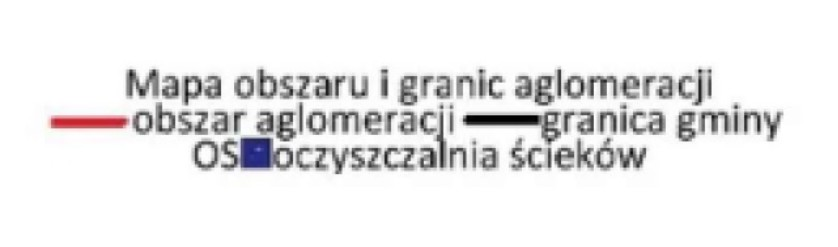 Mapa obszaru i granic aglomeracji
obszar aglomeracji granica gminy
OS oczyszczalnia ścieków